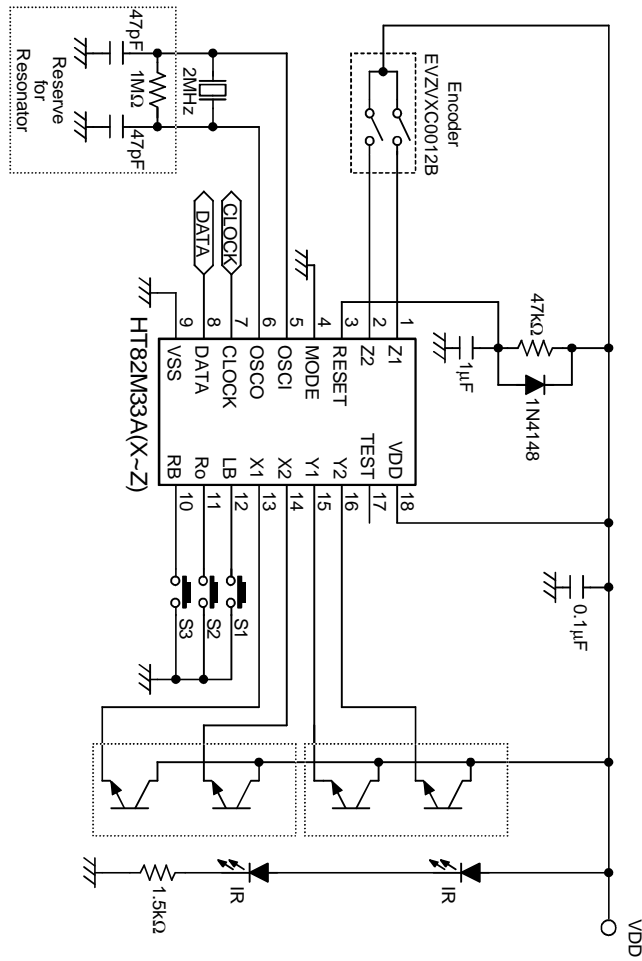 VDD
Encoder
EVZVXC0012B
47kΩ
1N4148
1µF
0.1µF
47pF
1MΩ
2MHz
47pF
Reserve
for
Resonator
CLOCK
DATA
1 Z1
2 Z2
3 RESET
4 MODE
5 OSCI
6 OSCO
7 CLOCK
8 DATA
9 VSS
VDD 18
TEST 17
Y2 16
Y1 15
X2 14
X1 13
LB 12
Ro 11
RB 10
HT82M33A(X~Z)
S1
S2
S3
IR
IR
1.5kΩ